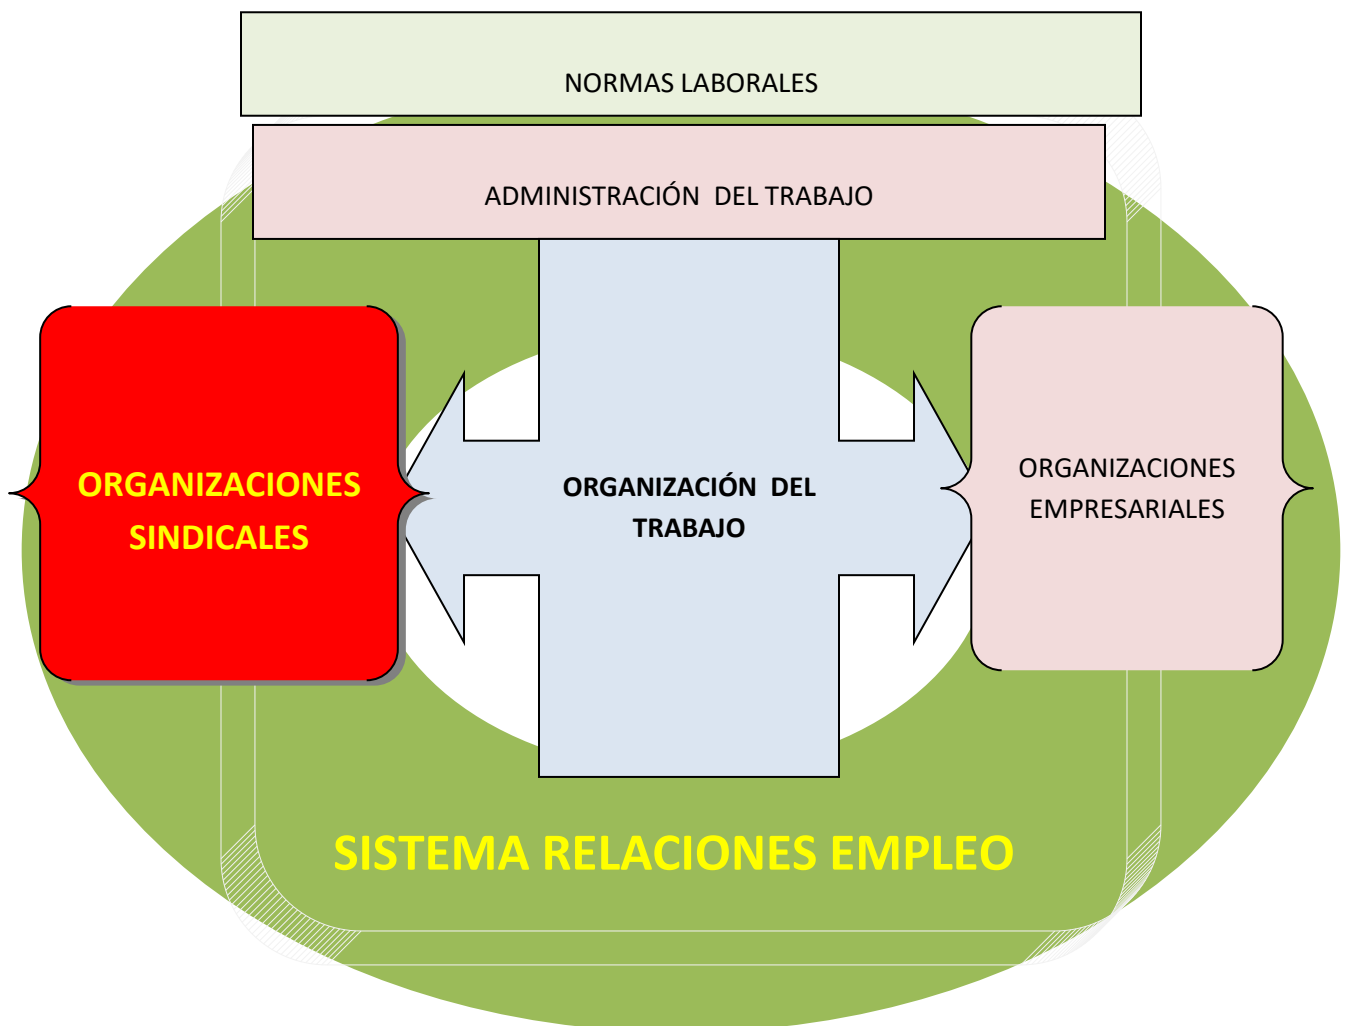 NORMAS LABORALES
ADMINISTRACIÓN DEL TRABAJO
ORGANIZACIONES
SINDICALES
ORGANIZACIÓN DEL
TRABAJO
ORGANIZACIONES
EMPRESARIALES
SISTEMA RELACIONES EMPLEO